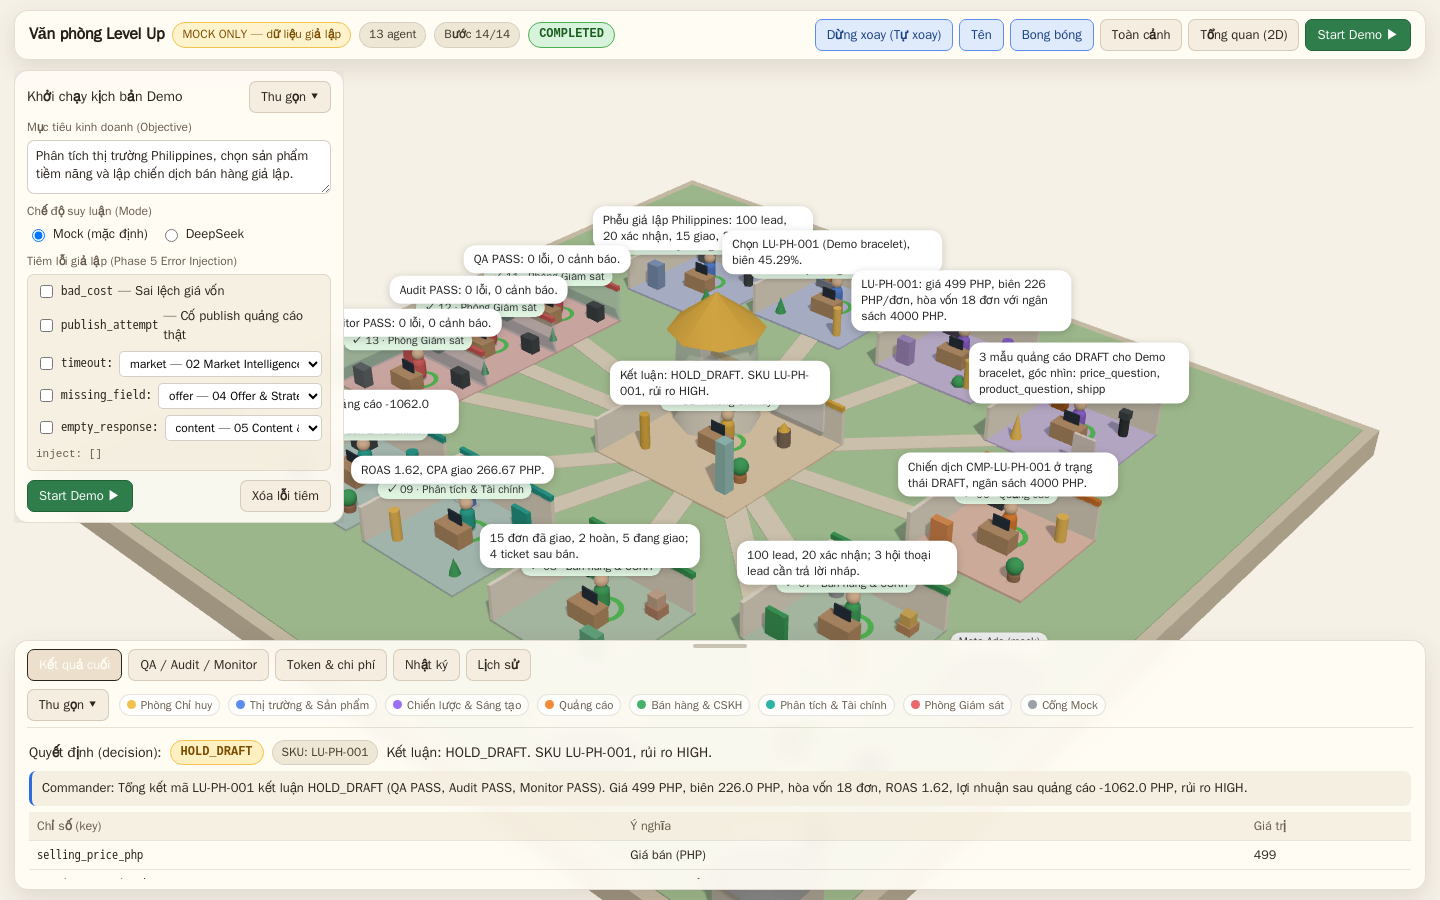 Văn phòng Level Up
MOCK ONLY — dữ liệu giả lập
13 agent
Bước 14/14
COMPLETED
Dừng xoay (Tự xoay)
Tên
Bong bóng
Toàn cảnh
Tổng quan (2D)
Start Demo ▶
Khởi chạy kịch bản Demo
Thu gọn ▼
Mục tiêu kinh doanh (Objective)
Phân tích thị trường Philippines, chọn sản phẩm
tiềm năng và lập chiến dịch bán hàng giả lập.
Chế độ suy luận (Mode)
Mock (mặc định)
DeepSeek
Tiêm lỗi giả lập (Phase 5 Error Injection)
bad_cost — Sai lệch giá vốn
publish_attempt — Cố publish quảng cáo
thật
timeout: market — 02 Market Intelligence
missing_field: offer — 04 Offer & Strate
empty_response: content — 05 Content &
inject: []
Start Demo ▶
Xóa lỗi tiêm
Phễu giả lập Philippines: 100 lead,
20 xác nhận, 15 giao,
Chọn LU-PH-001 (Demo bracelet),
biên 45.29%.
QA PASS: 0 lỗi, 0 cảnh báo.
✓ 11 · Phòng Giám sát
Audit PASS: 0 lỗi, 0 cảnh báo.
✓ 12 · Phòng Giám sát
itor PASS: 0 lỗi, 0 cảnh báo.
✓ 13 · Phòng Giám sát
LU-PH-001: giá 499 PHP, biên 226
PHP/đơn, hòa vốn 18 đơn với ngân
sách 4000 PHP.
3 mẫu quảng cáo DRAFT cho Demo
bracelet, góc nhìn: price_question,
product_question, shipp
Kết luận: HOLD_DRAFT. SKU LU-PH-
001, rủi ro HIGH.
ảng cáo -1062.0
ROAS 1.62, CPA giao 266.67 PHP.
✓ 09 · Phân tích & Tài chính
Chiến dịch CMP-LU-PH-001 ở trạng
thái DRAFT, ngân sách 4000 PHP.
15 đơn đã giao, 2 hoàn, 5 đang giao;
4 ticket sau bán.
100 lead, 20 xác nhận; 3 hội thoại
lead cần trả lời nháp.
✓ 07 · Bán hàng & CSKH
Meta Ads (mock)
Kết quả cuối
QA / Audit / Monitor
Token & chi phí
Nhật ký
Lịch sử
Thu gọn ▼
Phòng Chỉ huy
Thị trường & Sản phẩm
Chiến lược & Sáng tạo
Quảng cáo
Bán hàng & CSKH
Phân tích & Tài chính
Phòng Giám sát
Cổng Mock
Quyết định (decision): HOLD_DRAFT SKU: LU-PH-001 Kết luận: HOLD_DRAFT. SKU LU-PH-001, rủi ro HIGH.
Commander: Tổng kết mã LU-PH-001 kết luận HOLD_DRAFT (QA PASS, Audit PASS, Monitor PASS). Giá 499 PHP, biên 226.0 PHP, hòa vốn 18 đơn, ROAS 1.62, lợi nhuận sau quảng cáo -1062.0 PHP, rủi ro HIGH.
Chỉ số (key)
Ý nghĩa
Giá trị
selling_price_php
Giá bán (PHP)
499